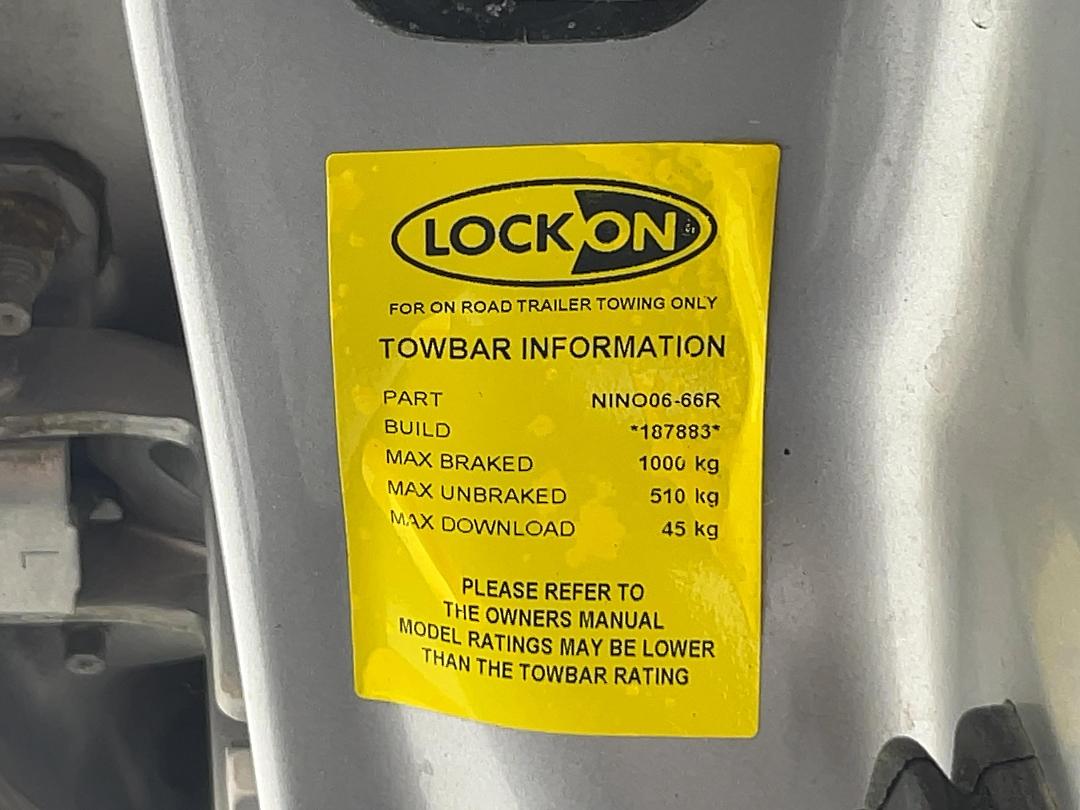 LOCK ON
FOR ON ROAD TRAILER TOWING ONLY
TOWBAR INFORMATION
PART NINO06-66R
BUILD *187883*
MAX BRAKED 1000 kg
MAX UNBRAKED 510 kg
MAX DOWNLOAD 45 kg
PLEASE REFER TO
THE OWNERS MANUAL
MODEL RATINGS MAY BE LOWER
THAN THE TOWBAR RATING